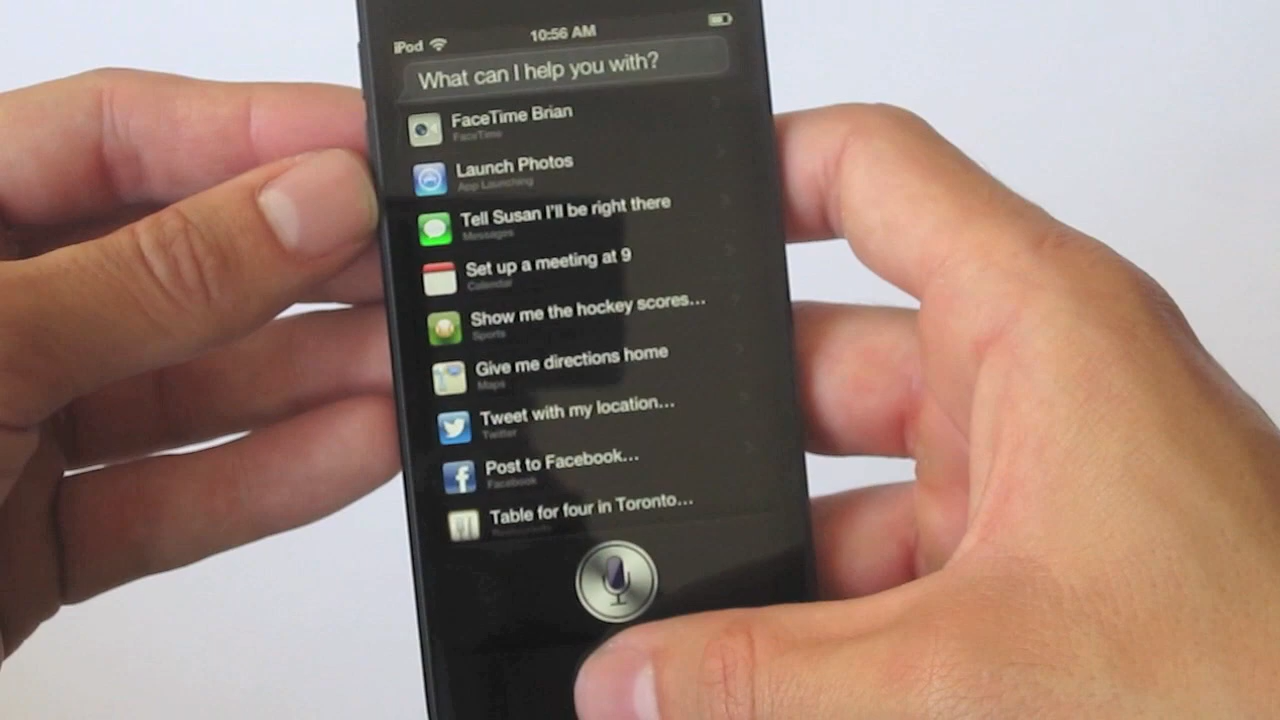 iPod 10:56 AM
What can I help you with?
FaceTime Brian
FaceTime
Launch Photos
App Launching
Tell Susan I'll be right there
Messages
Set up a meeting at 9
Calendar
Show me the hockey scores...
Sports
Give me directions home
Maps
Tweet with my location...
Twitter
Post to Facebook...
Facebook
Table for four in Toronto...